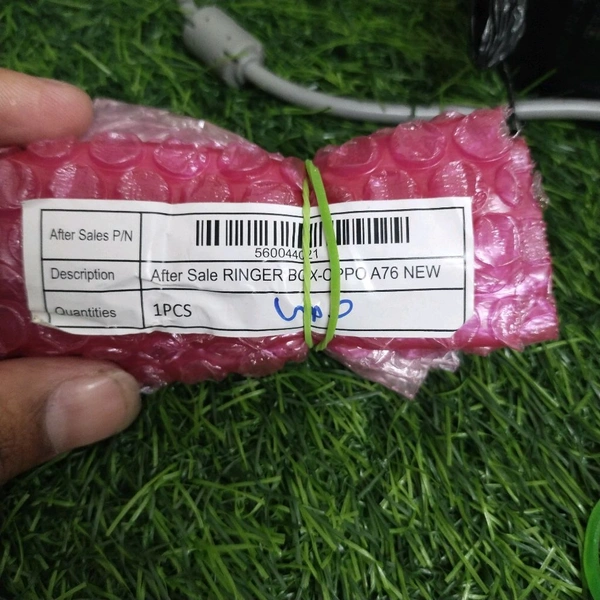 After Sales P/N
560044021
Description After Sale RINGER BOX-OPPO A76 NEW
Quantities 1PCS